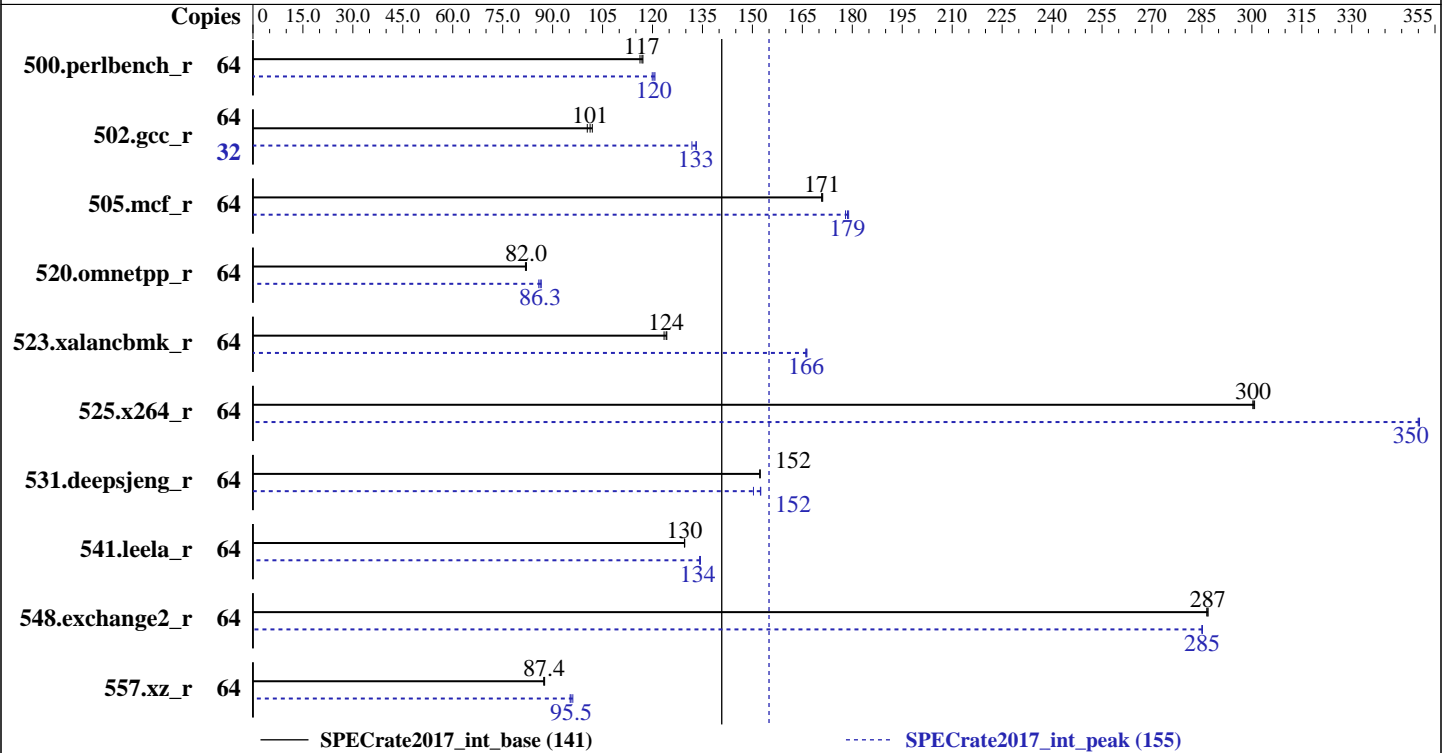 Copies 0 15.0 30.0 45.0 60.0 75.0 90.0 105 120 135 150 165 180 195 210 225 240 255 270 285 300 315 330 355
117
500.perlbench_r 64
120
64
101
502.gcc_r
32
133
171
505.mcf_r 64
179
82.0
520.omnetpp_r 64
86.3
124
523.xalancbmk_r 64
166
300
525.x264_r 64
350
152
531.deepsjeng_r 64
152
130
541.leela_r 64
134
287
548.exchange2_r 64
285
87.4
557.xz_r 64
95.5
SPECrate2017_int_base (141) SPECrate2017_int_peak (155)